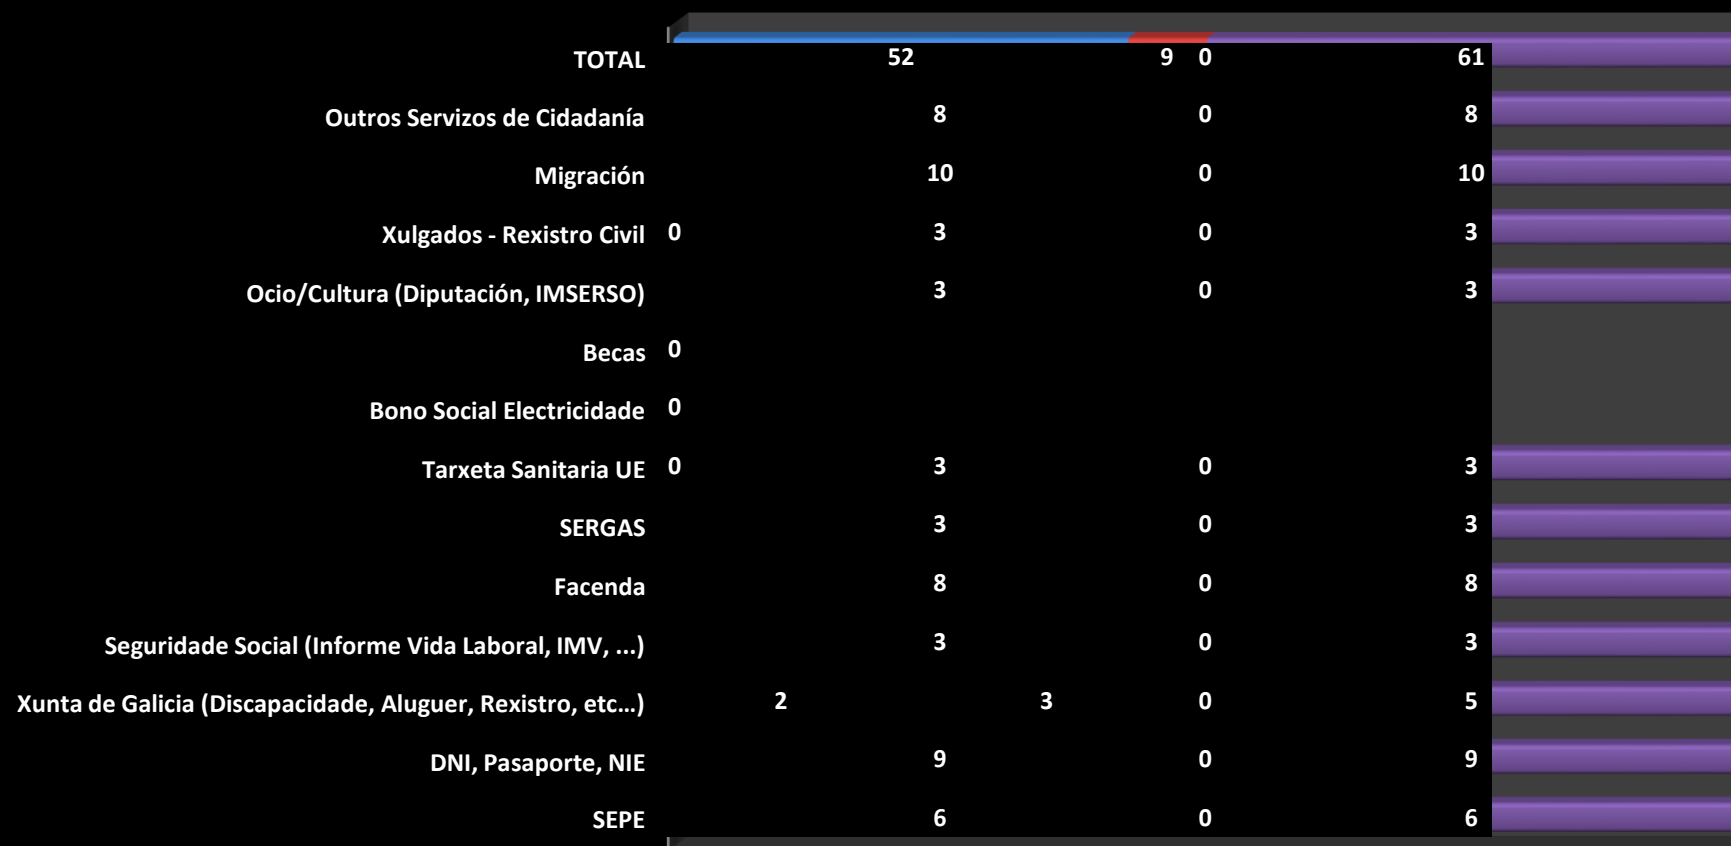 TOTAL 52 9 0 61
Outros Servizos de Cidadanía 8 0 8
Migración 10 0 10
Xulgados - Rexistro Civil 0 3 0 3
Ocio/Cultura (Diputación, IMSERSO) 3 0 3
Becas 0
Bono Social Electricidade 0
Tarxeta Sanitaria UE 0 3 0 3
SERGAS 3 0 3
Facenda 8 0 8
Seguridade Social (Informe Vida Laboral, IMV, ...) 3 0 3
Xunta de Galicia (Discapacidade, Aluguer, Rexistro, etc...) 2 3 0 5
DNI, Pasaporte, NIE 9 0 9
SEPE 6 0 6